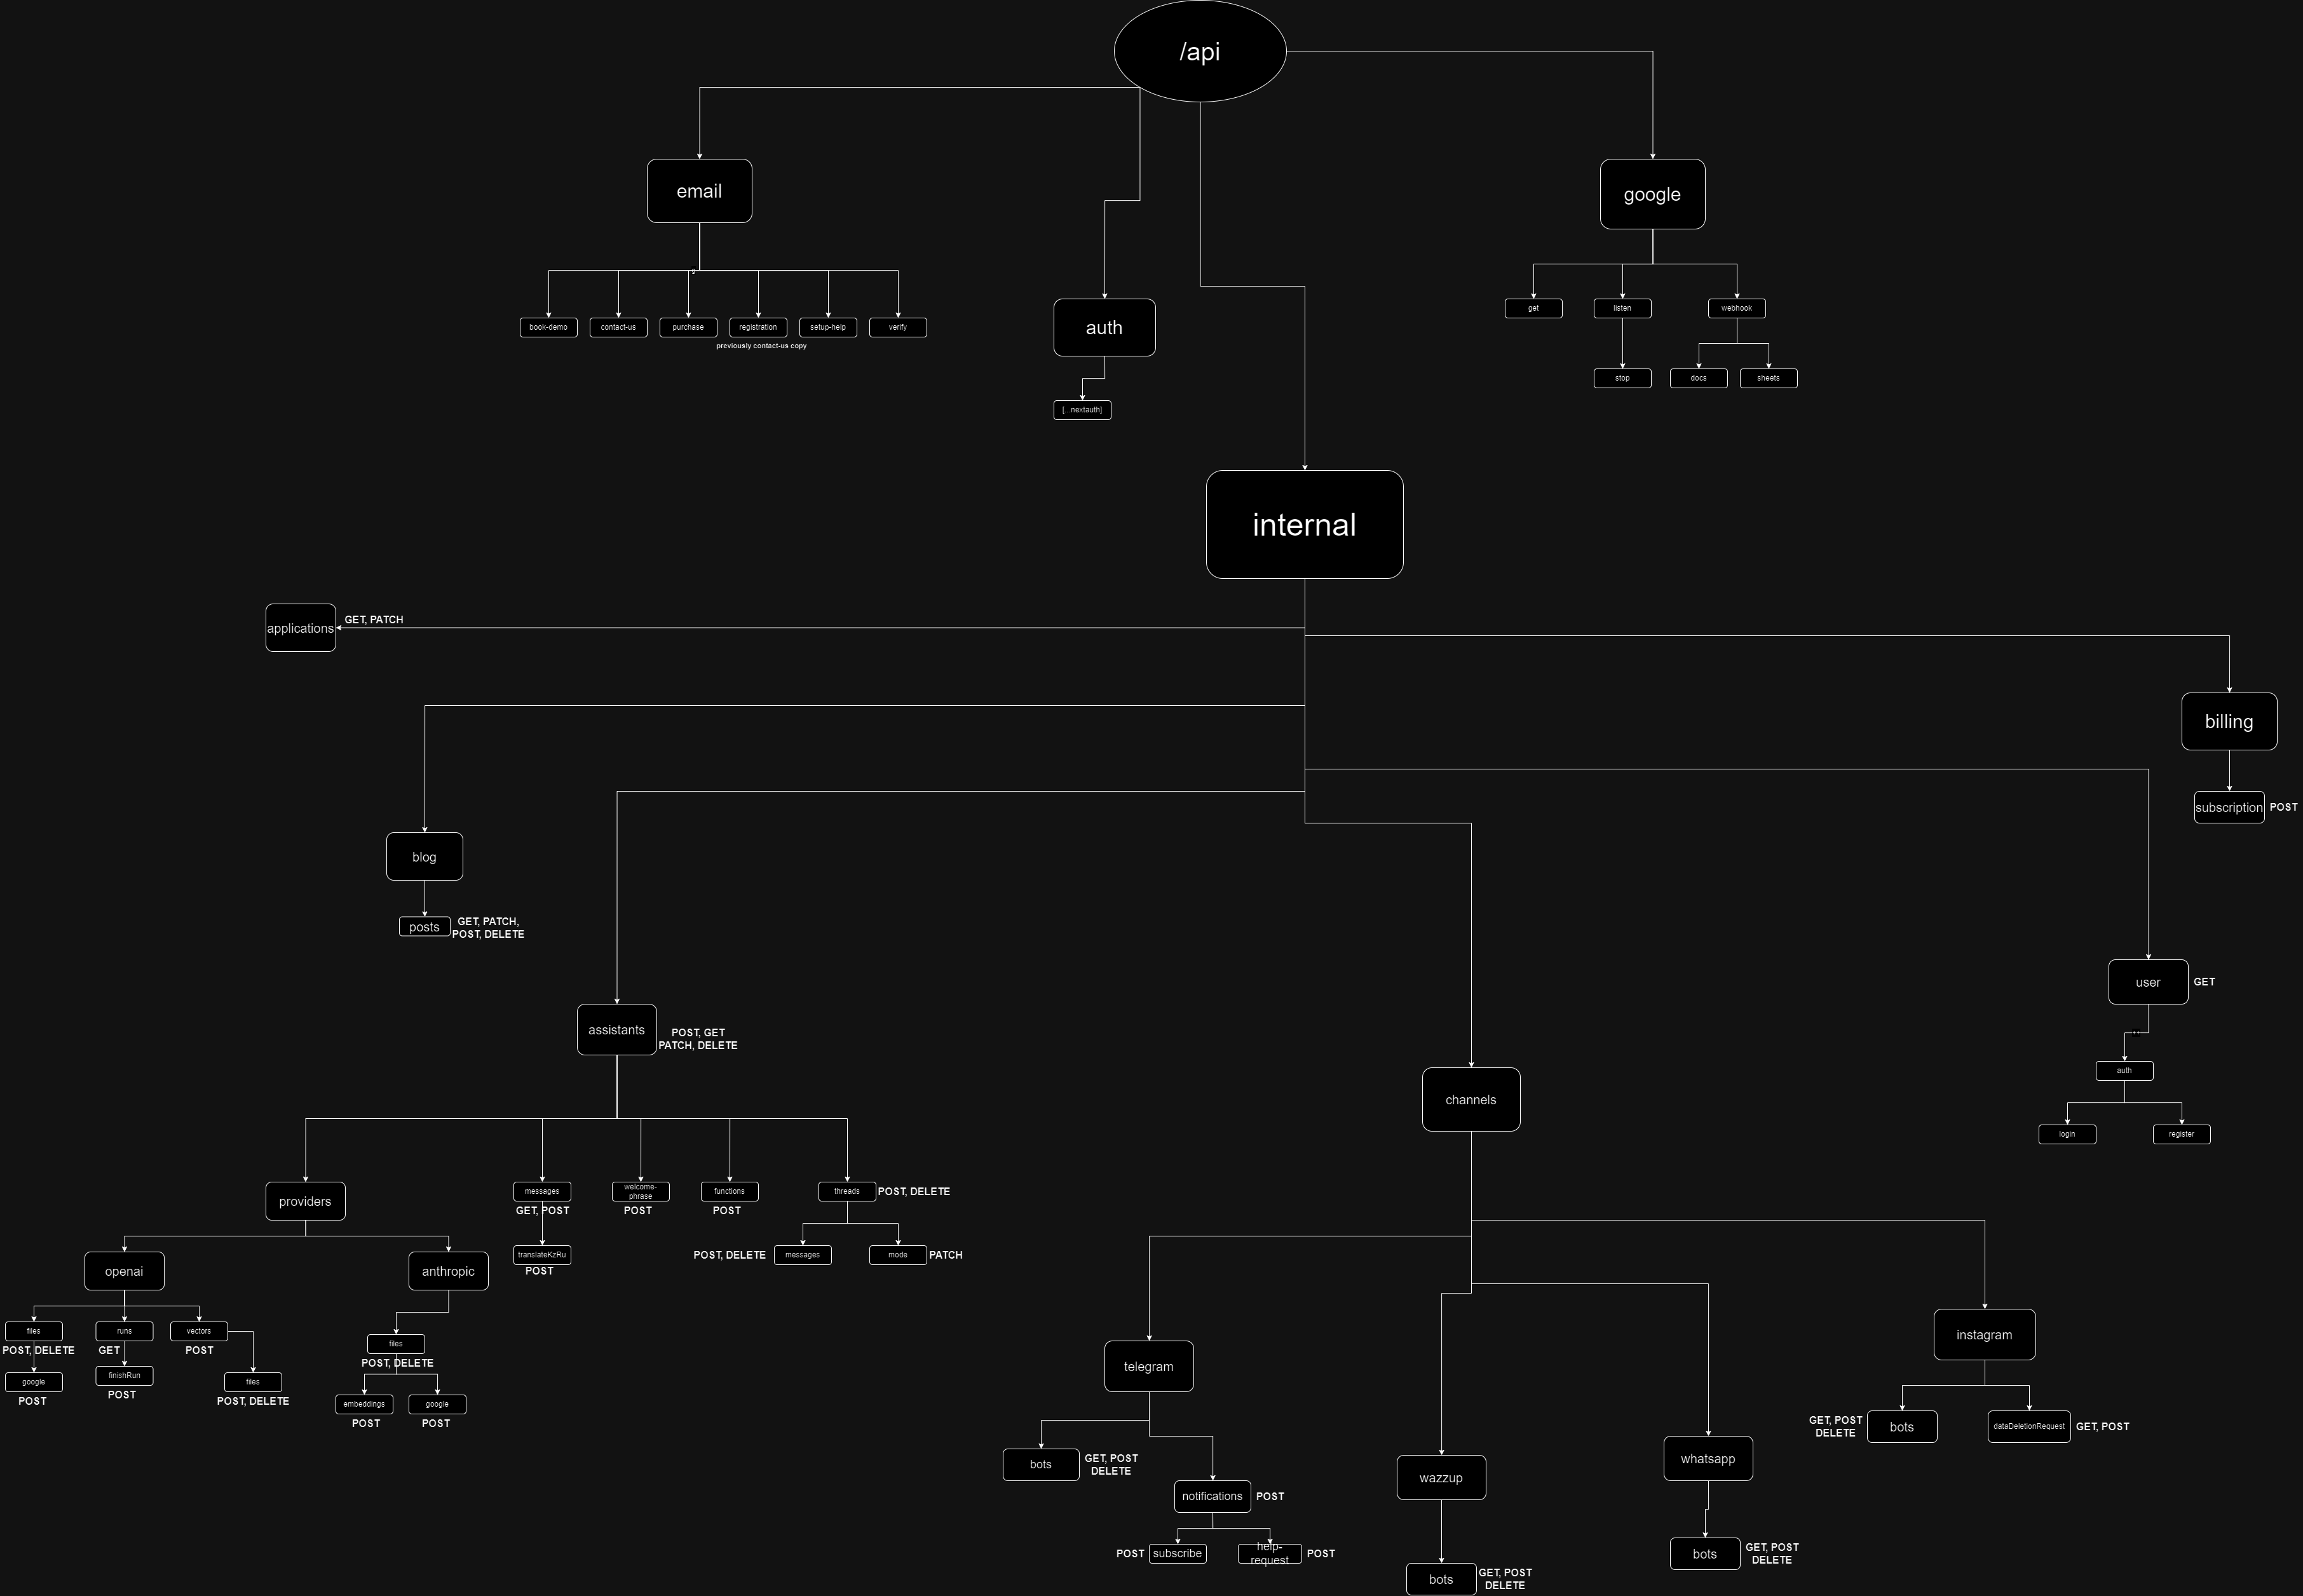 /api
email
google
g
get
listen
webhook
book-demo
contact-us
purchase
registration
setup-help
verify
auth
previously contact-us copy
stop
docs
sheets
[...nextauth]
internal
applications
GET, PATCH
billing
subscription
POST
blog
posts
GET, PATCH,
POST, DELETE
user
GET
assistants
POST, GET
PATCH, DELETE
auth
channels
login
register
providers
messages
welcome-
phrase
functions
threads
POST, DELETE
GET, POST
POST
POST
translateKzRu
POST
POST, DELETE
messages
mode
PATCH
openai
anthropic
files
runs
vectors
POST, DELETE
GET
POST
files
POST, DELETE
google
finishRun
files
POST
POST
POST, DELETE
embeddings
google
POST
POST
telegram
instagram
bots
GET, POST
DELETE
notifications
POST
POST
subscribe
help-
request
POST
wazzup
bots
GET, POST
DELETE
whatsapp
bots
GET, POST
DELETE
GET, POST
DELETE
bots
dataDeletionRequest
GET, POST